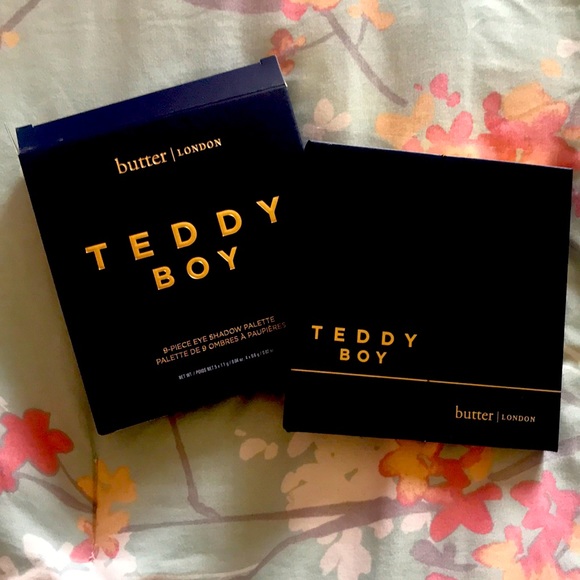 butter | LONDON
TEDDY
BOY
9-PIECE EYE SHADOW PALETTE
PALETTE DE 9 OMBRES À PAUPIÈRES
TEDDY
BOY
butter | LONDON